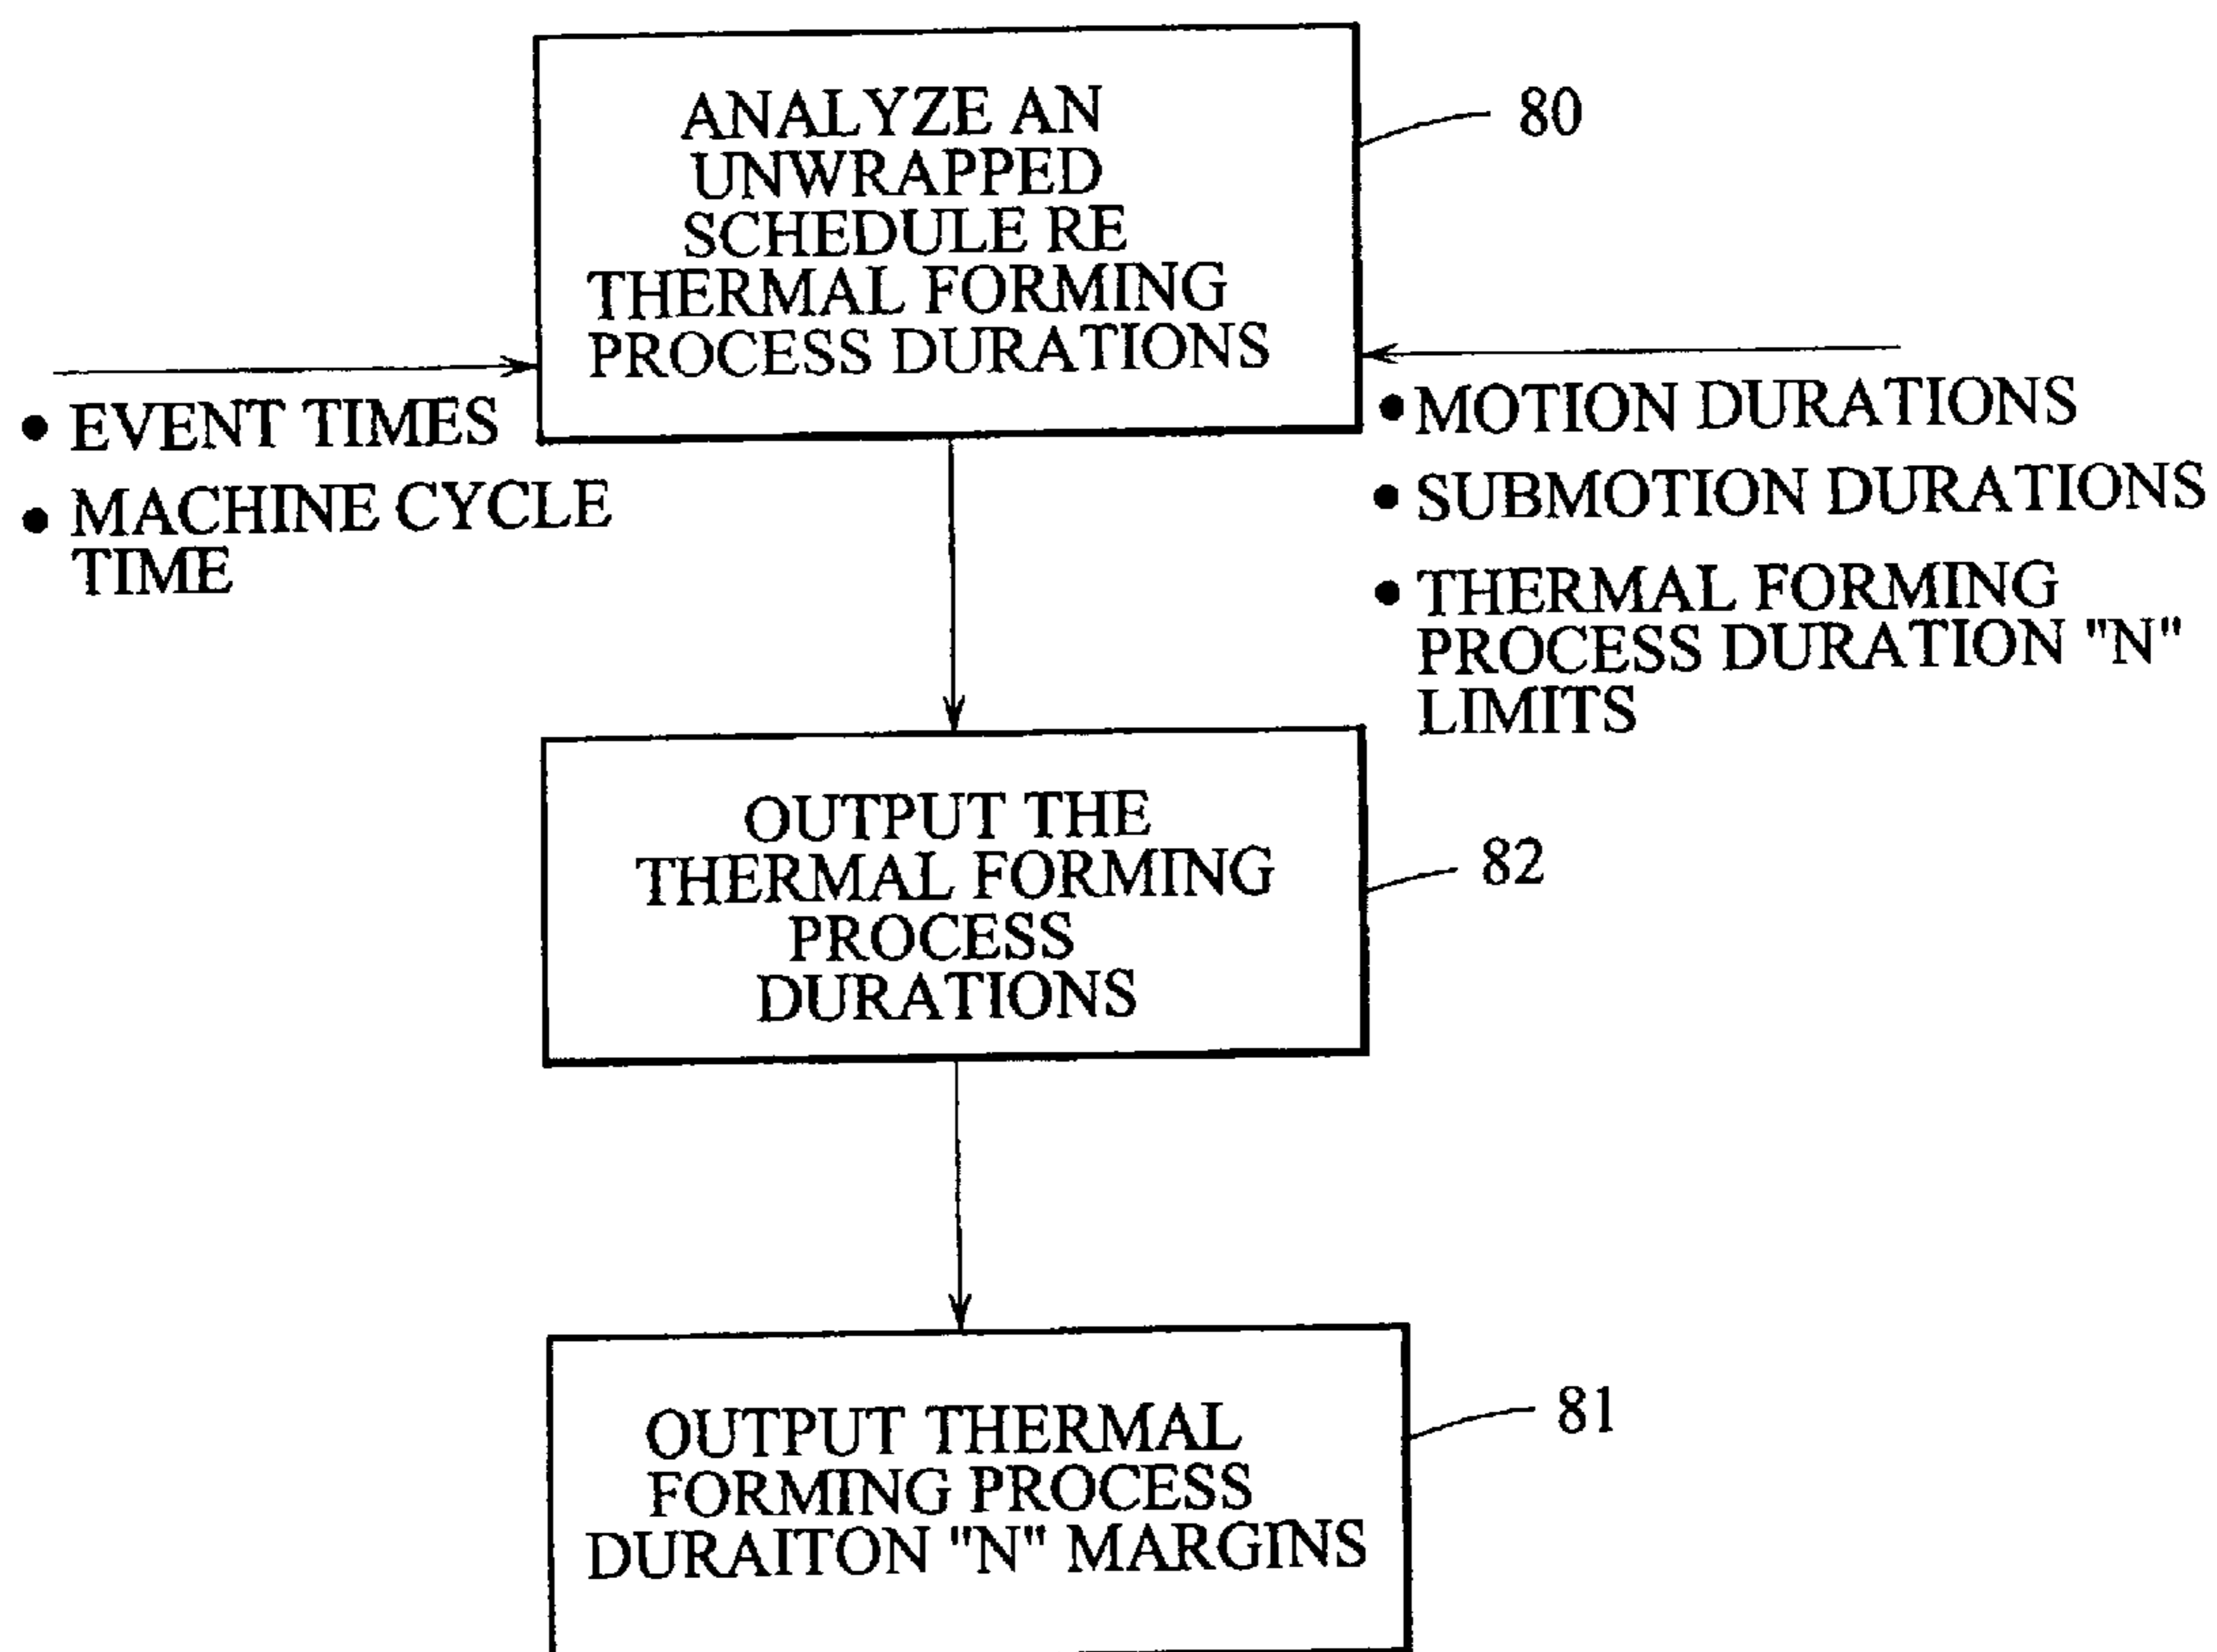 ANALYZE AN
UNWRAPPED
SCHEDULE RE
THERMAL FORMING
PROCESS DURATIONS
80
• EVENT TIMES
• MACHINE CYCLE
TIME
• MOTION DURATIONS
• SUBMOTION DURATIONS
• THERMAL FORMING
PROCESS DURATION "N"
LIMITS
OUTPUT THE
THERMAL FORMING
PROCESS
DURATIONS
82
OUTPUT THERMAL
FORMING PROCESS
DURAITON "N" MARGINS
81